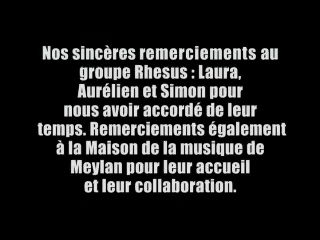 Nos sincères remerciements au
groupe Rhesus : Laura,
Aurélien et Simon pour
nous avoir accordé de leur
temps. Remerciements également
à la Maison de la musique de
Meylan pour leur accueil
et leur collaboration.